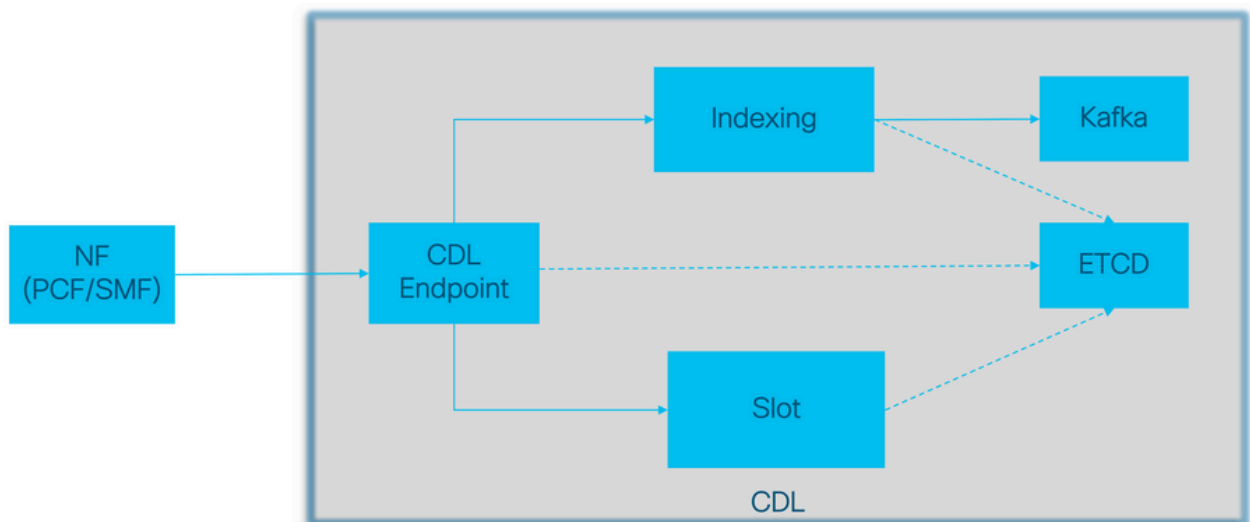 Indexing
Kafka
NF
(PCF/SMF)
CDL
Endpoint
ETCD
Slot
CDL